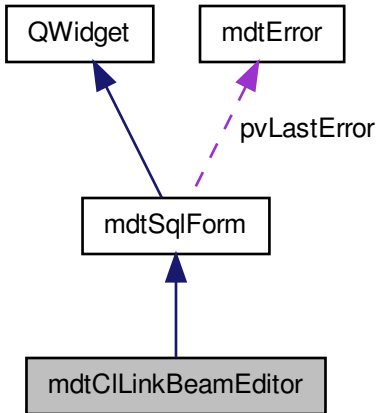 QWidget
mdtError
pvLastError
mdtSqlForm
mdtClLinkBeamEditor